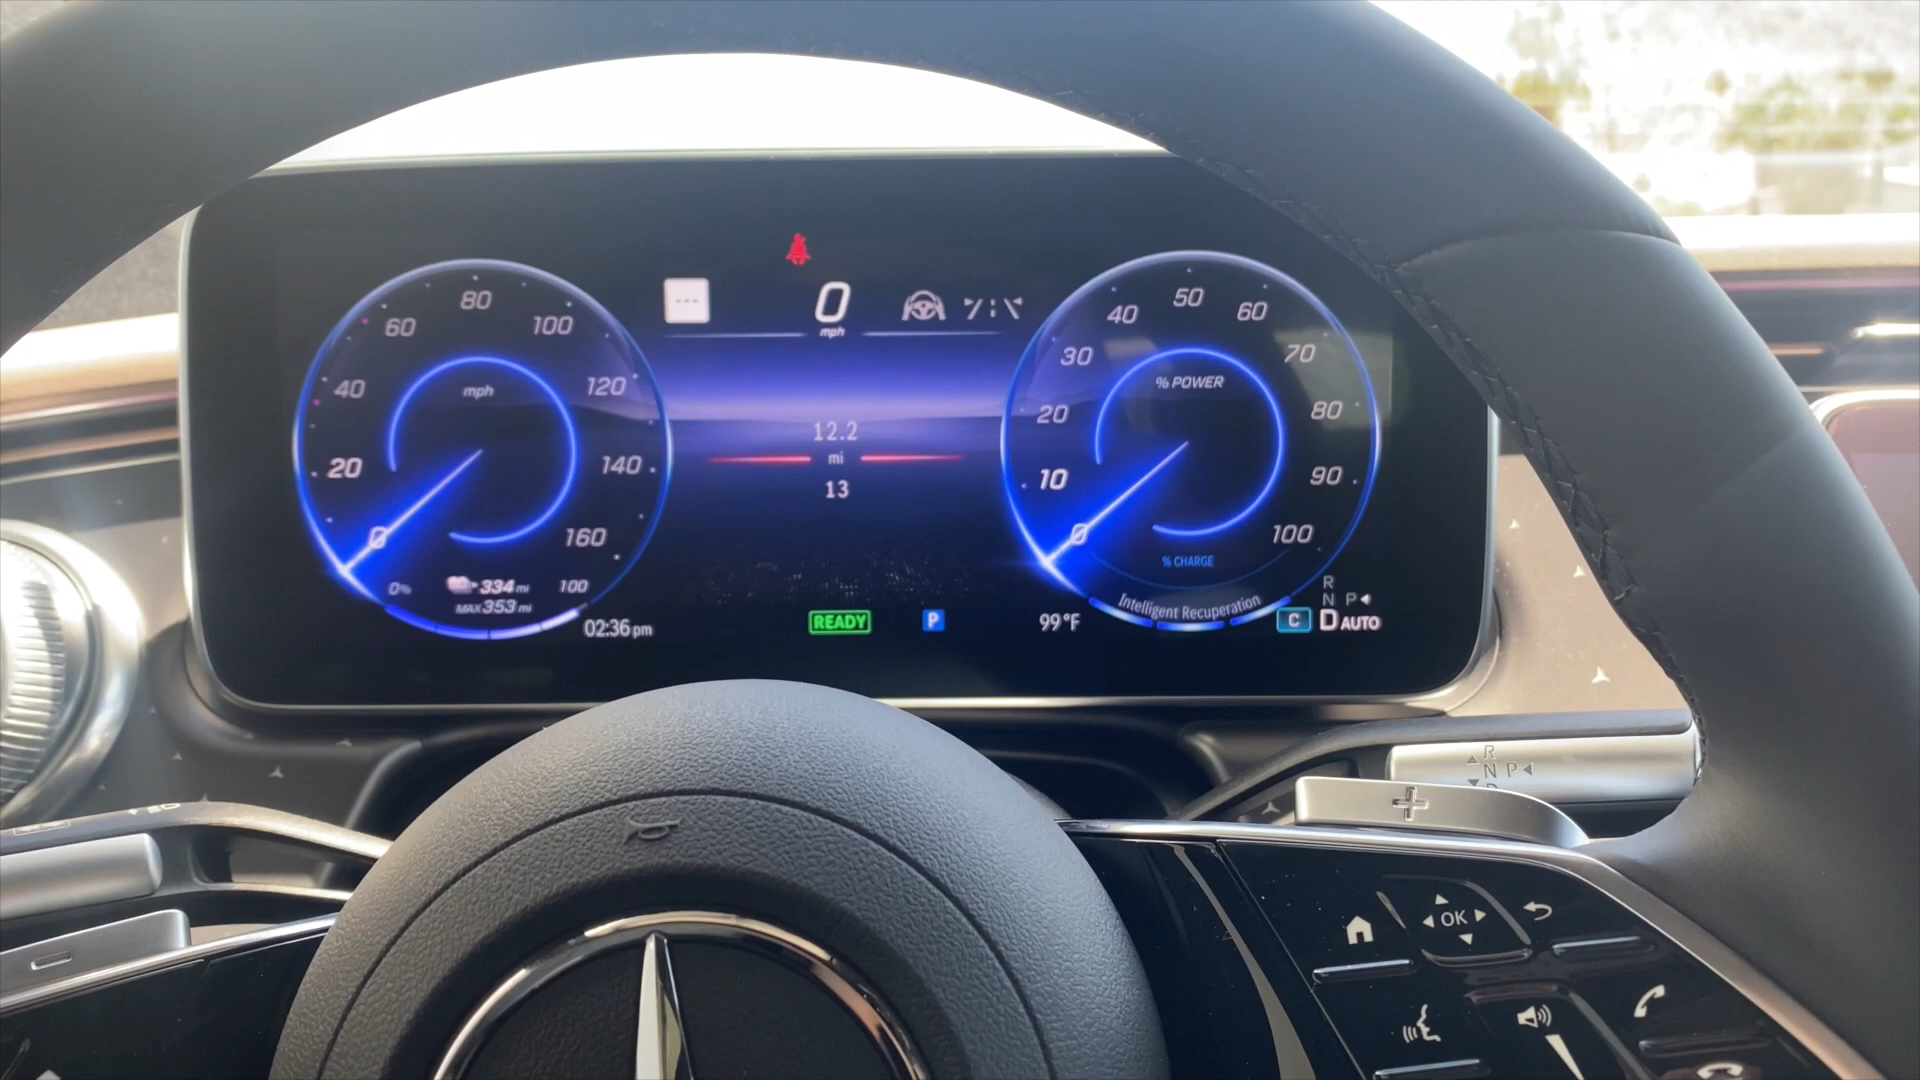 0
mph
80
60
100
40
120
mph
20
140
0
160
0%
334 mi
100
MAX 353 mi
02:36 pm
12.2
mi
13
READY
P
99°F
50
40
60
30
70
% POWER
20
80
10
90
0
100
% CHARGE
Intelligent Recuperation
R
N P
C D AUTO
R
N P
D
OK